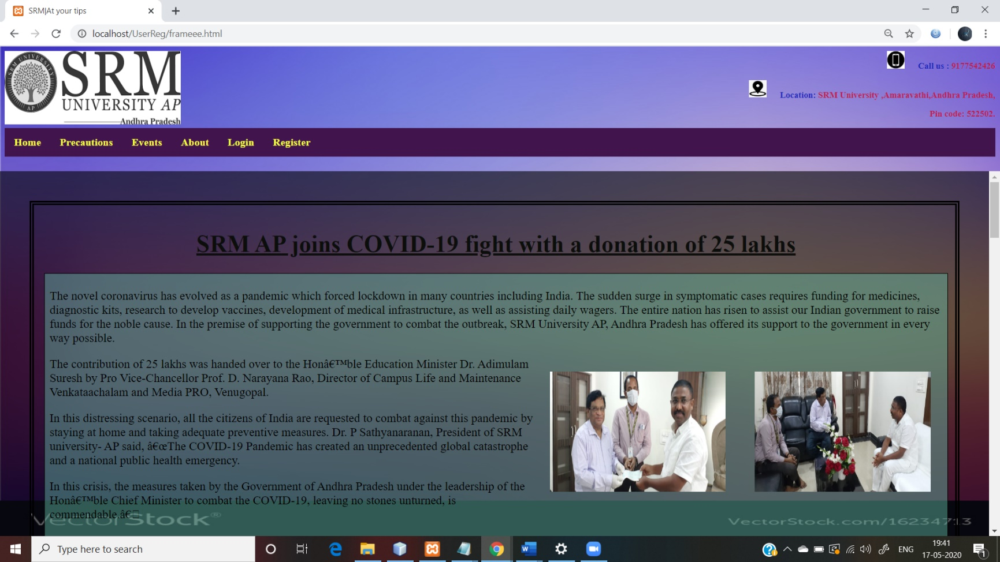 SRM|At your tips
localhost/UserReg/frameee.html
SRM UNIVERSITY
AP
SRM
UNIVERSITY AP
Andhra Pradesh
Call us : 9177542426
Location: SRM University ,Amaravathi,Andhra Pradesh,
Pin code: 522502.
Home Precautions Events About Login Register
SRM AP joins COVID-19 fight with a donation of 25 lakhs
The novel coronavirus has evolved as a pandemic which forced lockdown in many countries including India. The sudden surge in symptomatic cases requires funding for medicines,
diagnostic kits, research to develop vaccines, development of medical infrastructure, as well as assisting daily wagers. The entire nation has risen to assist our Indian government to raise
funds for the noble cause. In the premise of supporting the government to combat the outbreak, SRM University AP, Andhra Pradesh has offered its support to the government in every
way possible.
The contribution of 25 lakhs was handed over to the Honâ€™ble Education Minister Dr. Adimulam
Suresh by Pro Vice-Chancellor Prof. D. Narayana Rao, Director of Campus Life and Maintenance
Venkataachalam and Media PRO, Venugopal.
In this distressing scenario, all the citizens of India are requested to combat against this pandemic by
staying at home and taking adequate preventive measures. Dr. P Sathyanaranan, President of SRM
university- AP said, â€œThe COVID-19 Pandemic has created an unprecedented global catastrophe
and a national public health emergency.
In this crisis, the measures taken by the Government of Andhra Pradesh under the leadership of the
Honâ€™ble Chief Minister to combat the COVID-19, leaving no stones unturned, is
commendable.â€
VectorStock®
VectorStock.com/16234713
Type here to search
ENG
19:41
17-05-2020
1